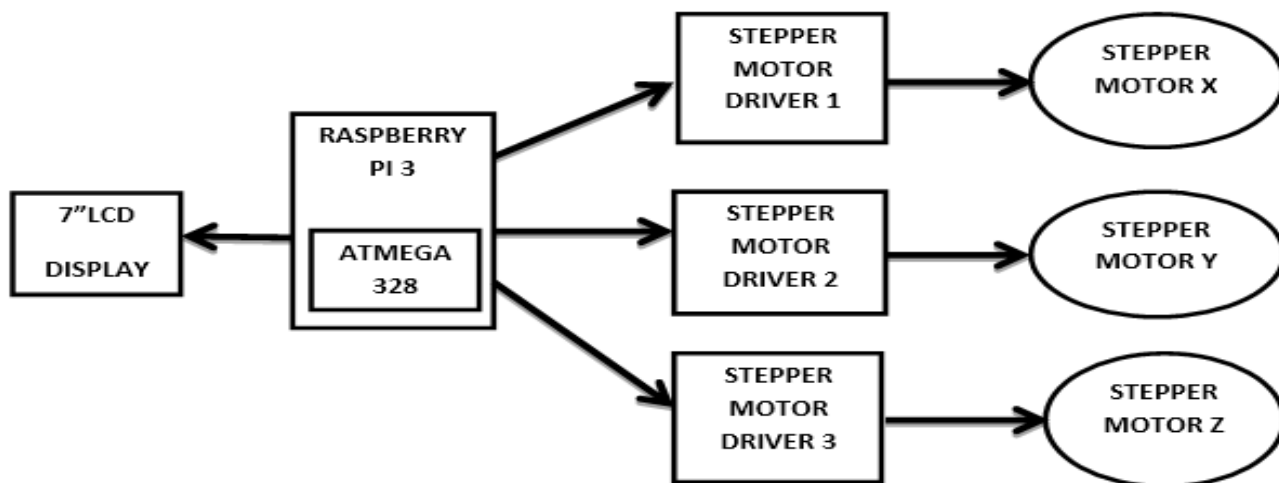 7”LCD
DISPLAY
RASPBERRY
PI 3
ATMEGA
328
STEPPER
MOTOR
DRIVER 1
STEPPER
MOTOR X
STEPPER
MOTOR
DRIVER 2
STEPPER
MOTOR Y
STEPPER
MOTOR
DRIVER 3
STEPPER
MOTOR Z